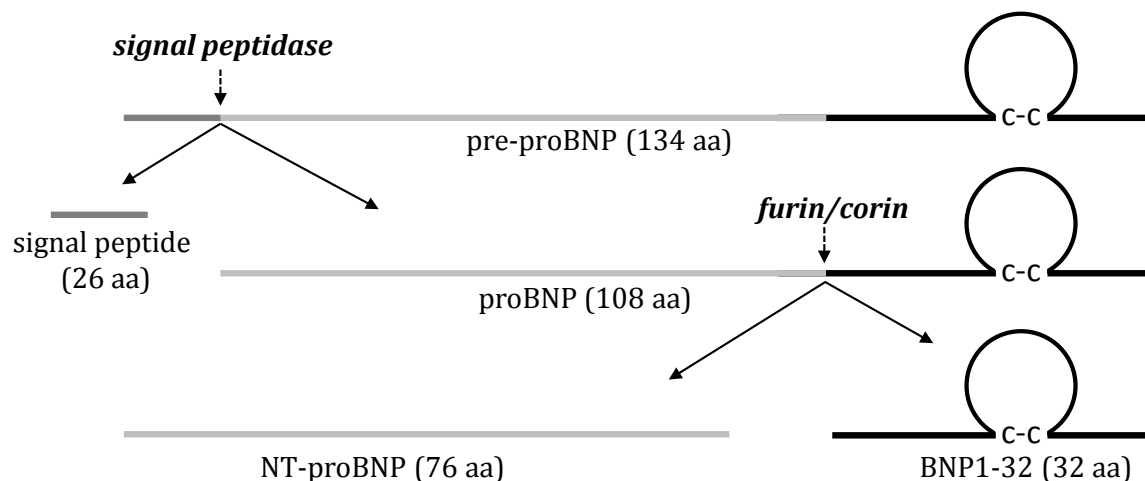 signal peptidase
C-C
pre-proBNP (134 aa)
furin/corin
signal peptide
(26 aa)
C-C
proBNP (108 aa)
C-C
NT-proBNP (76 aa)
BNP1-32 (32 aa)